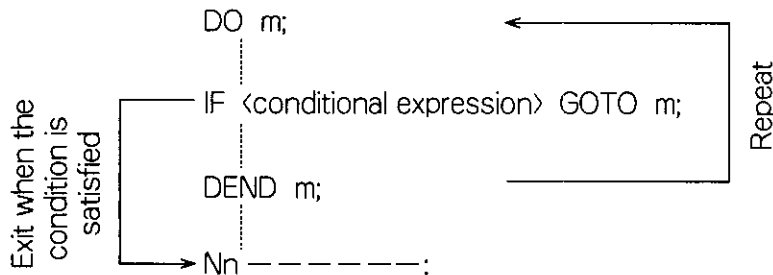 DO m;
IF <conditional expression> GOTO m;
DEND m;
Nn — — — — — — — :
Exit when the
condition is
satisfied
Repeat